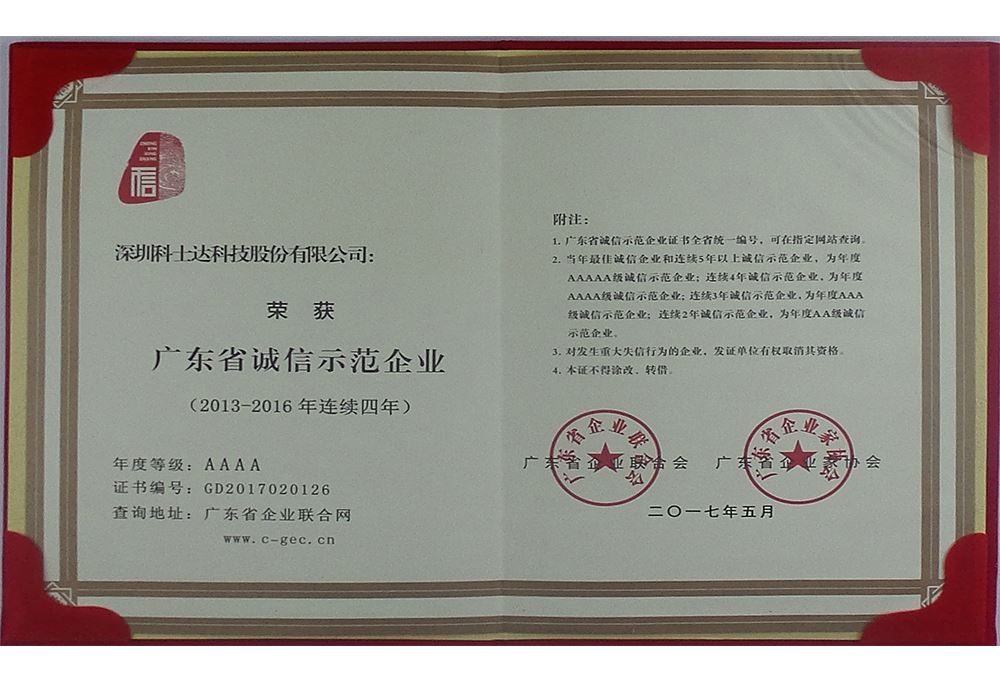 信
深圳科士达科技股份有限公司：
荣 获
广东省诚信示范企业
（2013-2016 年连续四年）
年度等级：AAAA
证书编号：GD2017020126
查询地址：广东省企业联合网
www.c-gec.cn
附注：
1. 广东省诚信示范企业证书全省统一编号，可在指定网站查询。
2. 当年最佳诚信企业和连续5年以上诚信示范企业，为年度
AAAAA级诚信示范企业；连续4年诚信示范企业，为年度
AAAA级诚信示范企业；连续3年诚信示范企业，为年度AAA
级诚信示范企业；连续2年诚信示范企业，为年度AA级诚信
示范企业。
3. 对发生重大失信行为的企业，发证单位有权取消其资格。
4. 本证不得涂改、转借。
广东省企业联合会
广东省企业家协会
广东省企业联合会 广东省企业家协会
二〇一七年五月